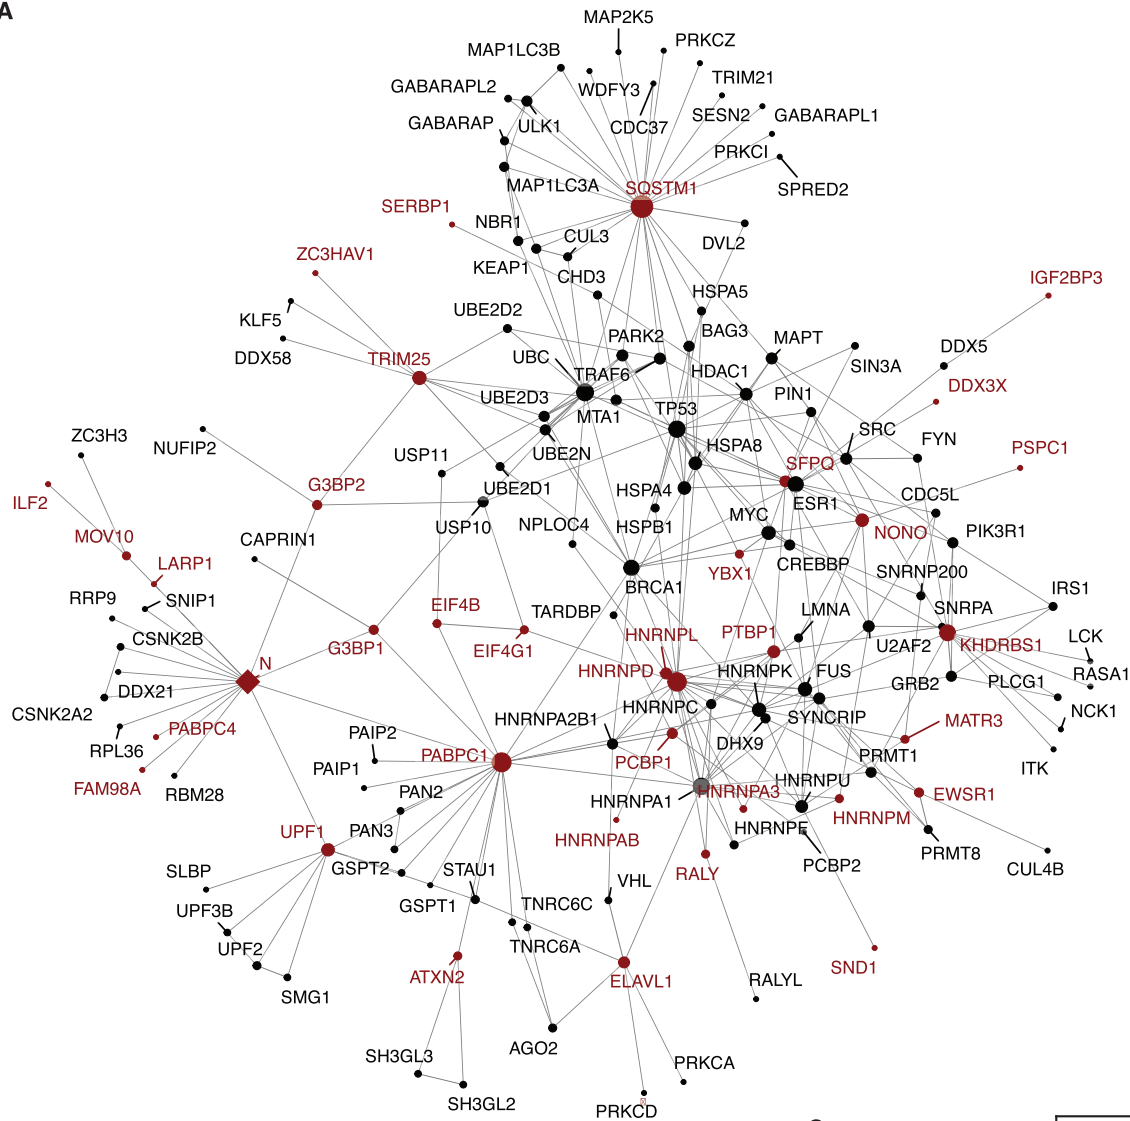 A
MAP2K5
PRKCZ
MAP1LC3B
WDFY3
TRIM21
GABARAPL2
SESN2
GABARAPL1
GABARAP
ULK1
CDC37
PRKCI
MAP1LC3A
SQSTM1
SPRED2
SERBP1
NBR1
CUL3
DVL2
ZC3HAV1
KEAP1
CHD3
IGF2BP3
HSPA5
KLF5
UBE2D2
PARK2
BAG3
MAPT
DDX5
DDX58
TRIM25
UBC
TRAF6
HDAC1
SIN3A
DDX3X
UBE2D3
MTA1
TP53
PIN1
ZC3H3
NUFIP2
USP11
UBE2N
HSPA8
SRC
FYN
PSPC1
ILF2
G3BP2
UBE2D1
HSPA4
SFPQ
ESR1
CDC5L
MOV10
CAPRIN1
USP10
NPLOC4
HSPB1
MYC
NONO
PIK3R1
LARP1
YBX1
CREBBP
SNRNP200
RRP9
SNIP1
BRCA1
IRS1
CSNK2B
EIF4B
TARDBP
LMNA
SNRPA
G3BP1
EIF4G1
HNRNPL
PTBP1
U2AF2
KHDRBS1
LCK
N
HNRNPD
HNRNPK
FUS
GRB2
PLCG1
RASA1
DDX21
CSNK2A2
HNRNPC
SYNCRIP
NCK1
PABPC4
HNRNPA2B1
DHX9
MATR3
RPL36
PAIP2
PABPC1
PCBP1
PRMT1
ITK
FAM98A
RBM28
PAIP1
HNRNPA1
HNRNPA3
HNRNPU
EWSR1
PAN2
HNRNPF
HNRNPM
UPF1
PAN3
HNRNPAB
PCBP2
PRMT8
CUL4B
SLBP
GSPT2
STAU1
RALY
UPF3B
GSPT1
TNRC6C
VHL
UPF2
TNRC6A
SND1
SMG1
ATXN2
ELAVL1
RALYL
AGO2
SH3GL3
PRKCA
SH3GL2
PRKCD